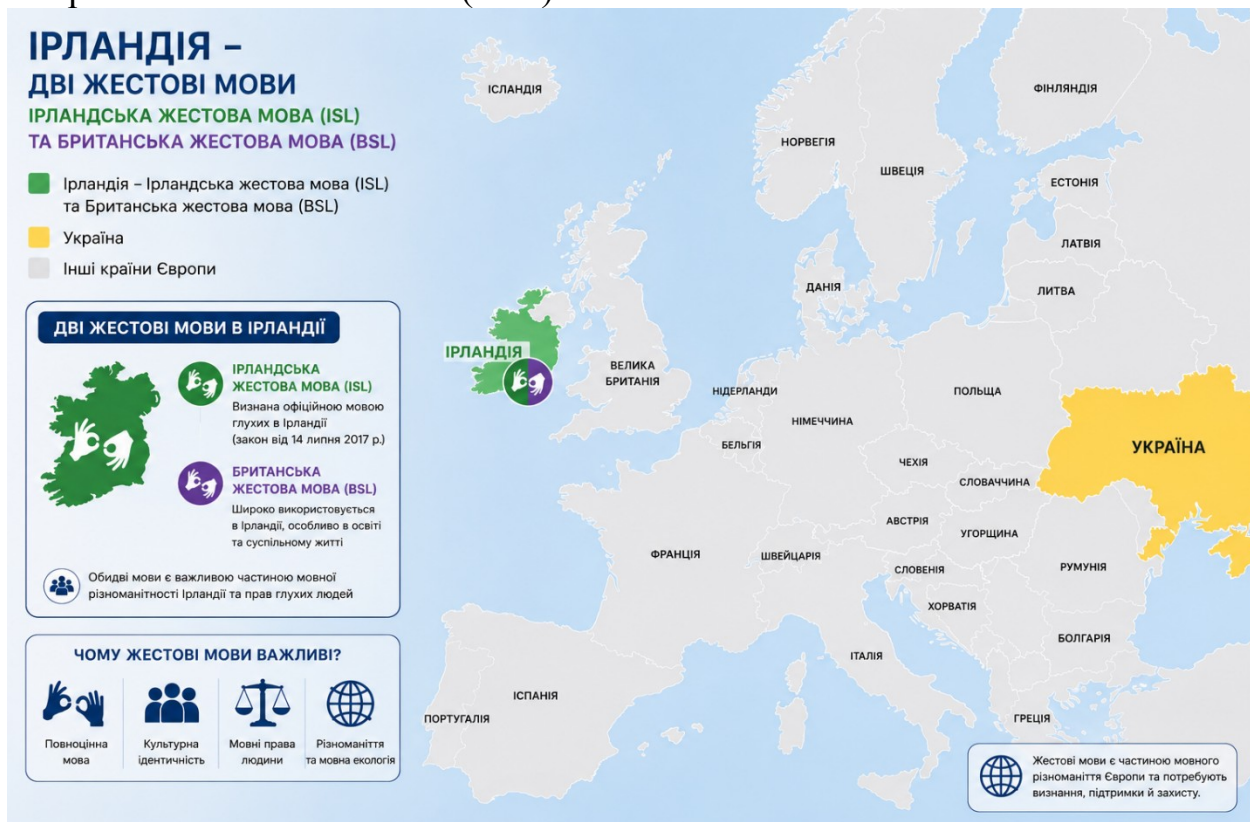 ІРЛАНДІЯ –
ДВІ ЖЕСТОВІ МОВИ
ІРЛАНДСЬКА ЖЕСТОВА МОВА (ISL)
ТА БРИТАНСЬКА ЖЕСТОВА МОВА (BSL)
Ірландія – Ірландська жестова мова (ISL)
та Британська жестова мова (BSL)
Україна
Інші країни Європи
ДВІ ЖЕСТОВІ МОВИ В ІРЛАНДІЇ
ІРЛАНДСЬКА
ЖЕСТОВА МОВА (ISL)
Визнана офіційною мовою
глухих в Ірландії
(закон від 14 липня 2017 р.)
БРИТАНСЬКА
ЖЕСТОВА МОВА (BSL)
Широко використовується
в Ірландії, особливо в освіті
та суспільному житті
Обидві мови є важливою частиною мовної
різноманітності Ірландії та прав глухих людей
ЧОМУ ЖЕСТОВІ МОВИ ВАЖЛИВІ?
Повноцінна
мова
Культурна
ідентичність
Мовні права
людини
Різноманіття
та мовна екологія
ІСЛАНДІЯ
ФІНЛЯНДІЯ
НОРВЕГІЯ
ШВЕЦІЯ
ЕСТОНІЯ
ЛАТВІЯ
ЛИТВА
ДАНІЯ
ІРЛАНДІЯ
ВЕЛИКА
БРИТАНІЯ
НІДЕРЛАНДИ
ПОЛЬЩА
НІМЕЧЧИНА
БЕЛЬГІЯ
УКРАЇНА
ЧЕХІЯ
СЛОВАЧЧИНА
АВСТРІЯ
УГОРЩИНА
ФРАНЦІЯ
ШВЕЙЦАРІЯ
СЛОВЕНІЯ
РУМУНІЯ
ХОРВАТІЯ
БОЛГАРІЯ
ІТАЛІЯ
ІСПАНІЯ
ПОРТУГАЛІЯ
ГРЕЦІЯ
Жестові мови є частиною мовного
різноманіття Європи та потребують
визнання, підтримки й захисту.